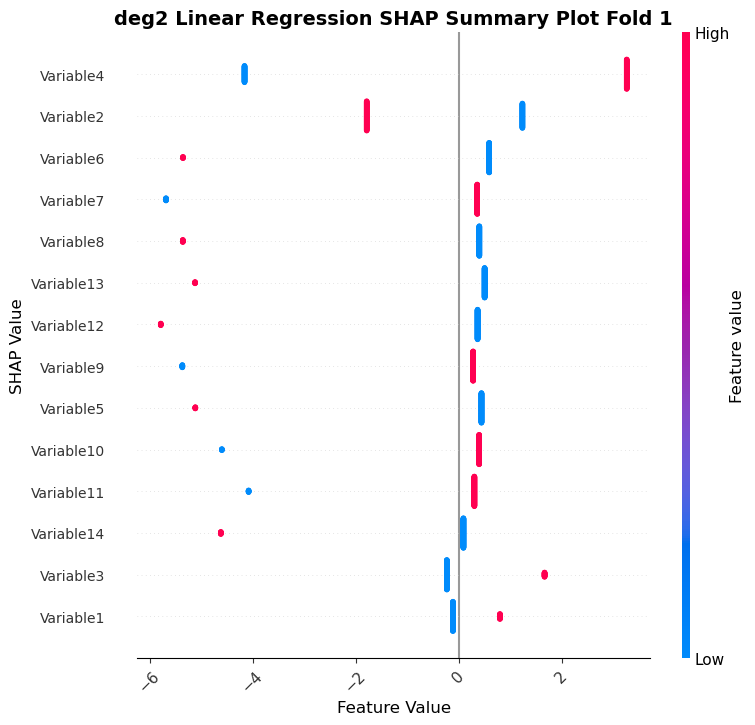 deg2 Linear Regression SHAP Summary Plot Fold 1
High
Variable4
Variable2
Variable6
Variable7
Variable8
Variable13
Variable12
Variable9
Variable5
Variable10
Variable11
Variable14
Variable3
Variable1
SHAP Value
Feature value
Low
−6
−4
−2
0
2
Feature Value